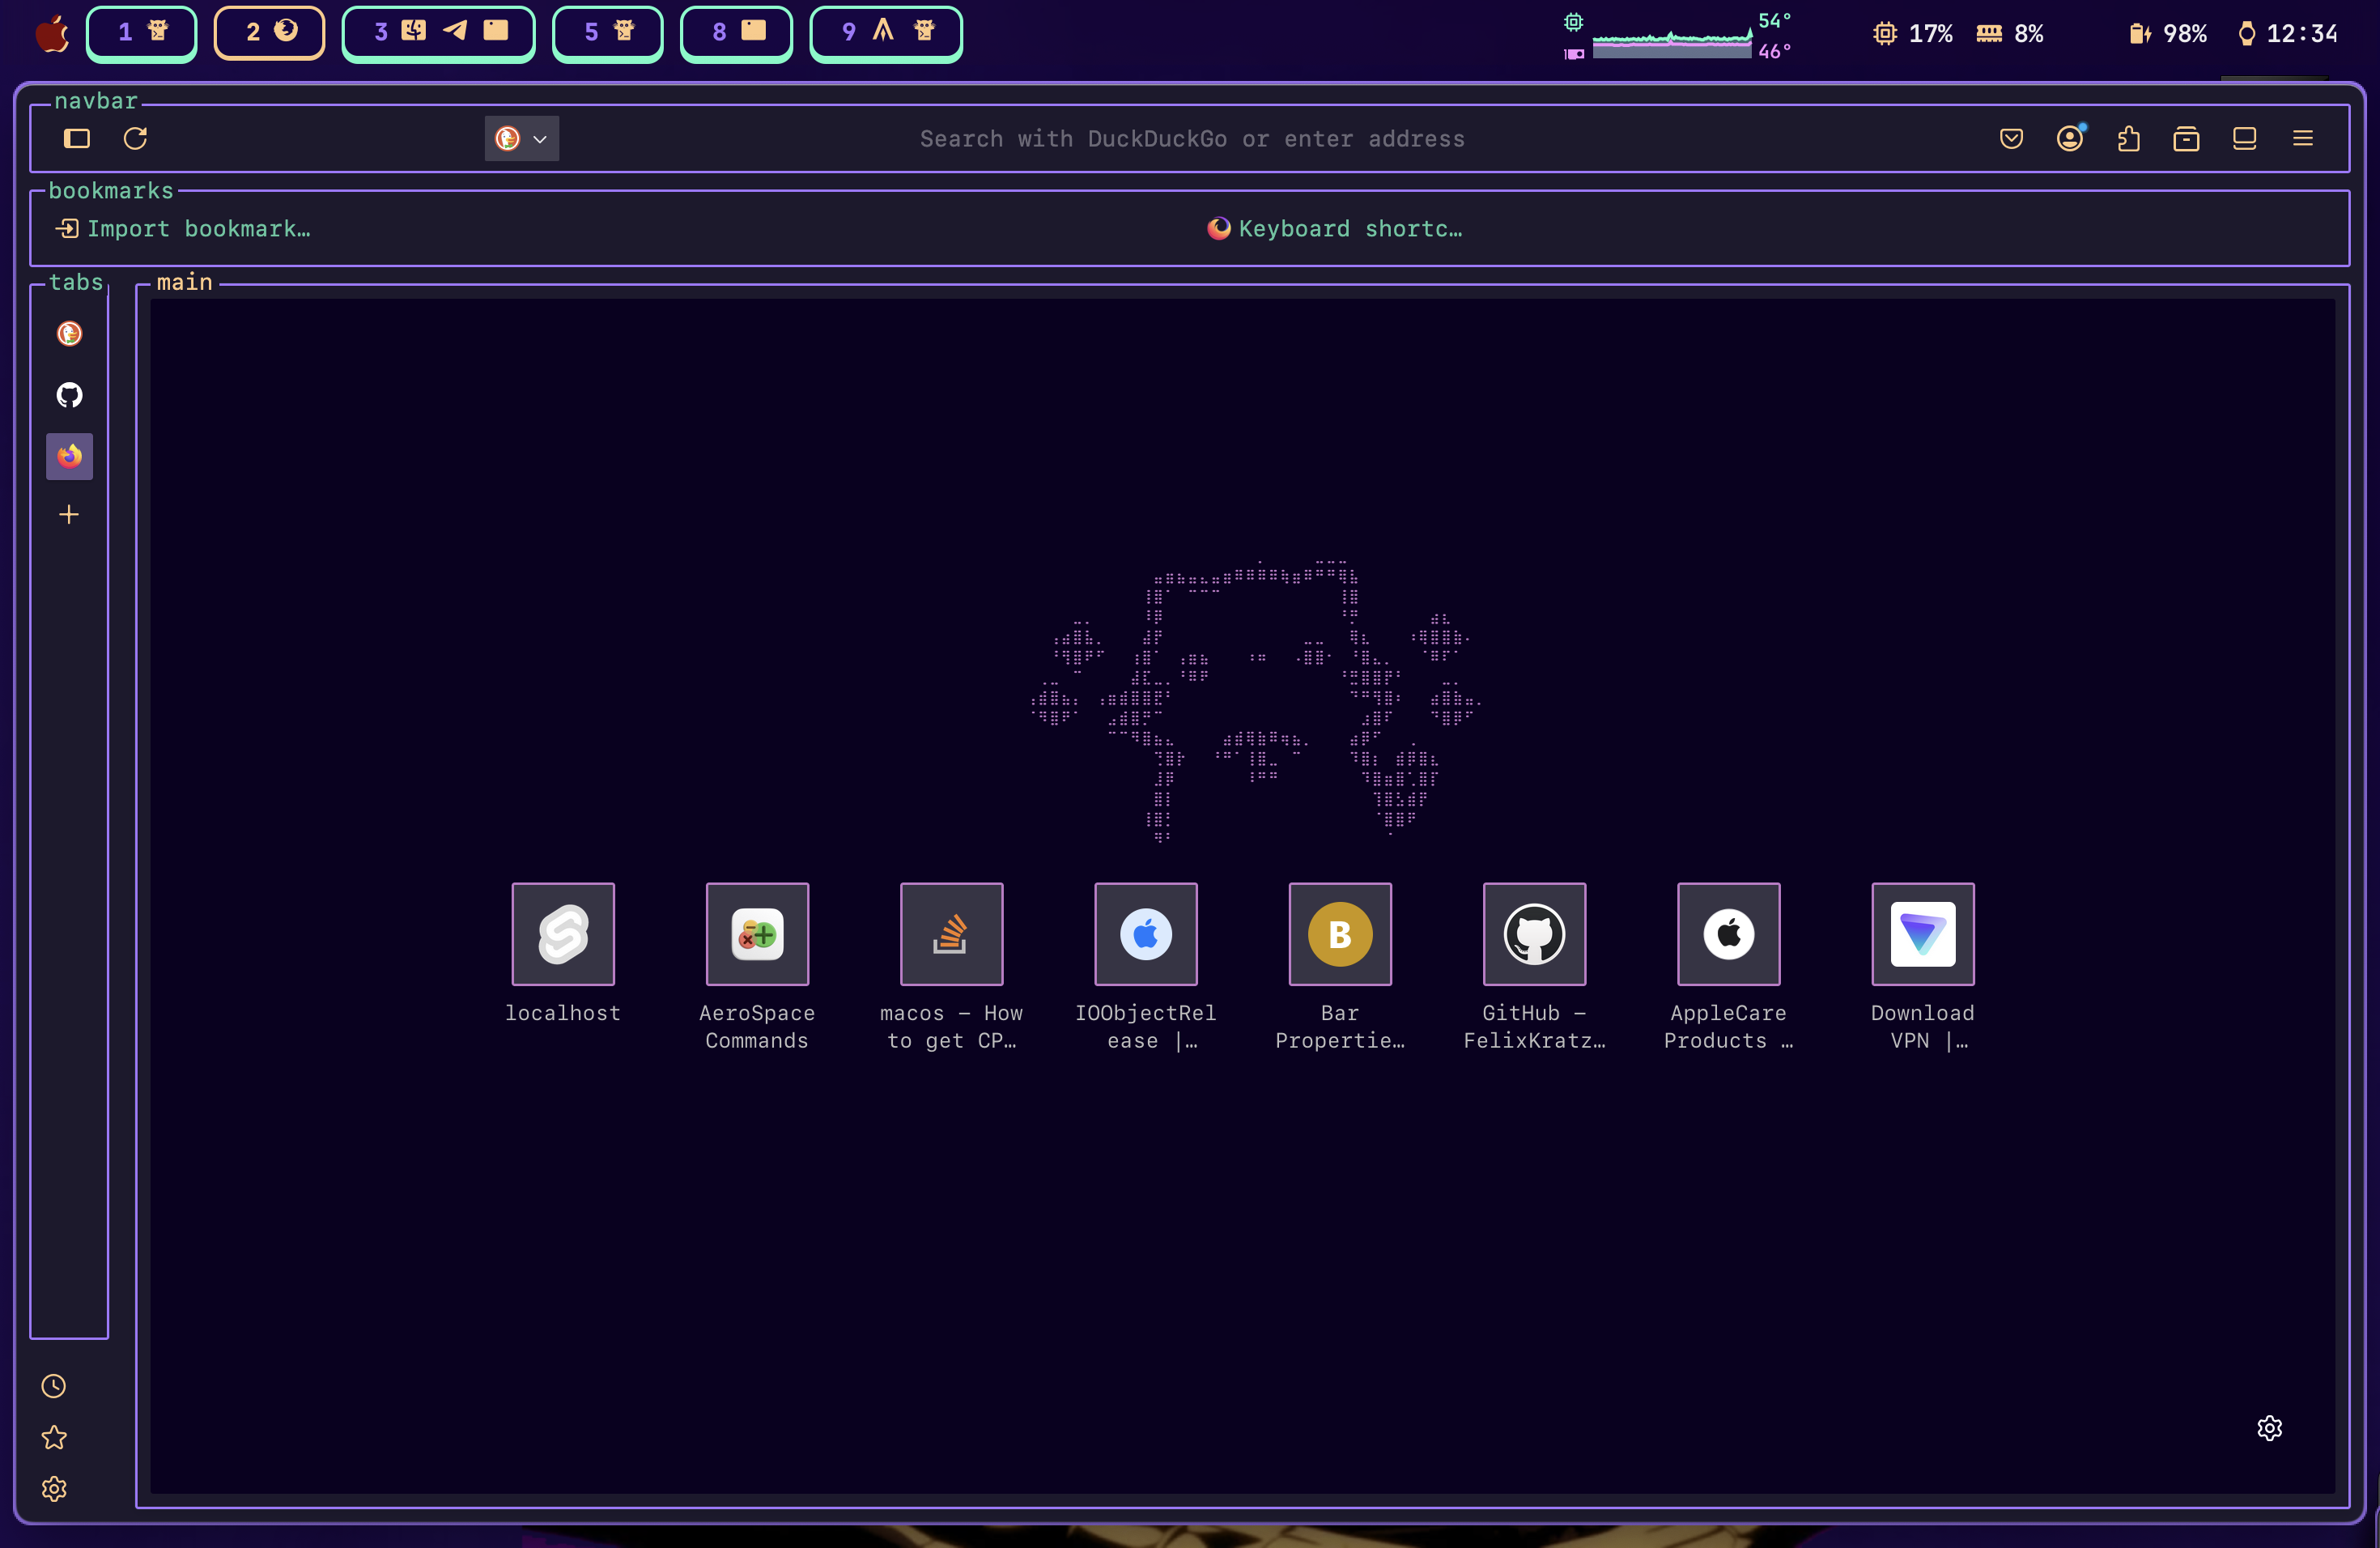 1 2 3 5 8 9 54° 17% 8% 98% 12:34
46°
navbar
Search with DuckDuckGo or enter address
bookmarks
Import bookmark… Keyboard shortc…
tabs main
localhost AeroSpace macos – How IOObjectRel Bar GitHub – AppleCare Download
Commands to get CP… ease |… Propertie… FelixKratz… Products … VPN |…
B